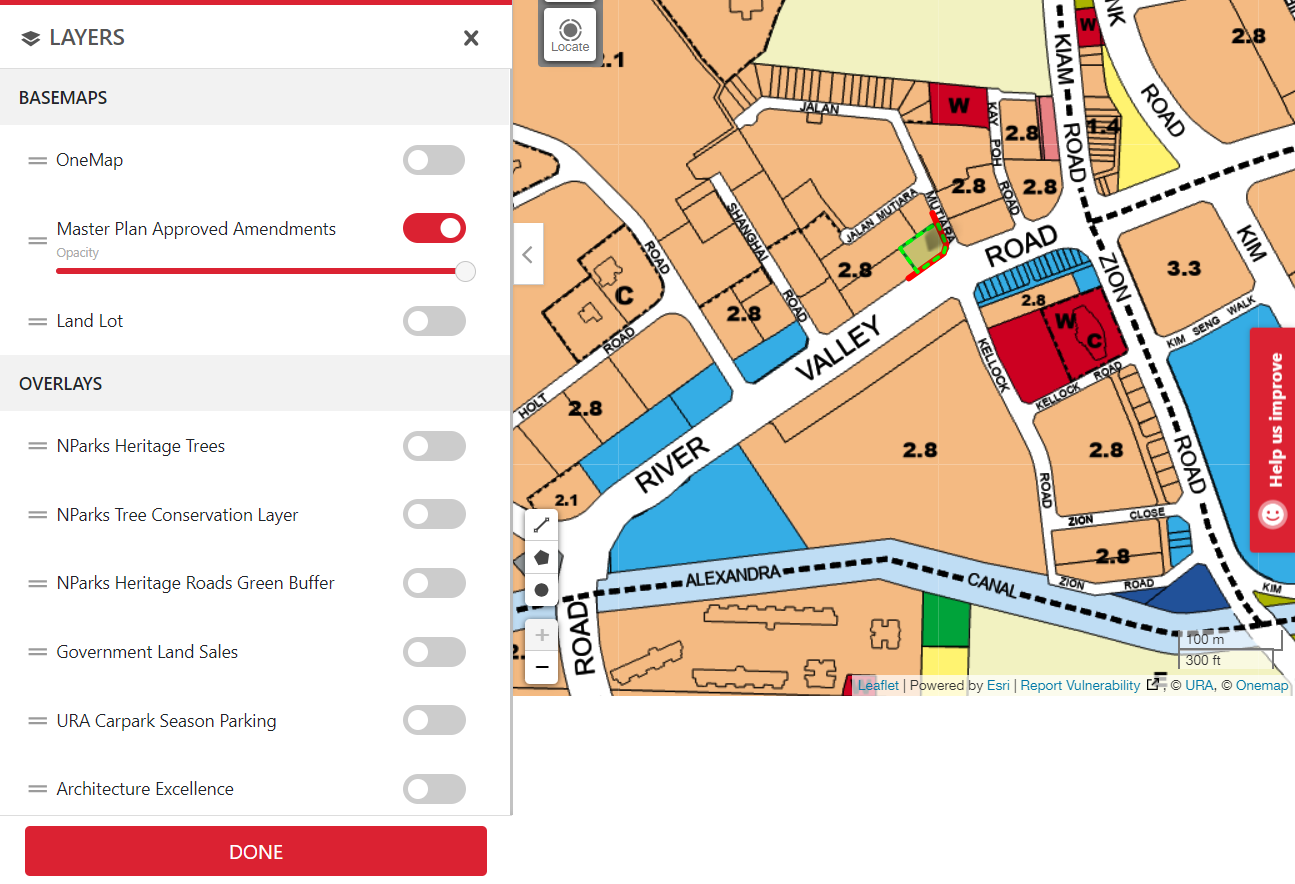 LAYERS
BASEMAPS
OneMap
Master Plan Approved Amendments
Opacity
Land Lot
OVERLAYS
NParks Heritage Trees
NParks Tree Conservation Layer
NParks Heritage Roads Green Buffer
Government Land Sales
URA Carpark Season Parking
Architecture Excellence
DONE
Locate
.1
W
NK
2.8
KIAM
ROAD
ROAD
JALAN
W
KAY
POH
ROAD
2.8
1.4
2.8
2.8
MUTIARA
JALAN MUTIARA
SHANGHAI
ROAD
ROAD
2.8
ROAD
ZION
3.3
KIM
C
2.8
2.8
W
C
KIM SENG WALK
ROAD
VALLEY
KELLOCK
KELLOCK ROAD
HOLT
2.8
RIVER
2.8
2.8
ROAD
2.1
ROAD
ZION CLOSE
2.8
ZION ROAD
KIM
ALEXANDRA
CANAL
ROAD
2.
+
−
100 m
300 ft
Leaflet | Powered by Esri | Report Vulnerability , © URA, © Onemap
Help us improve